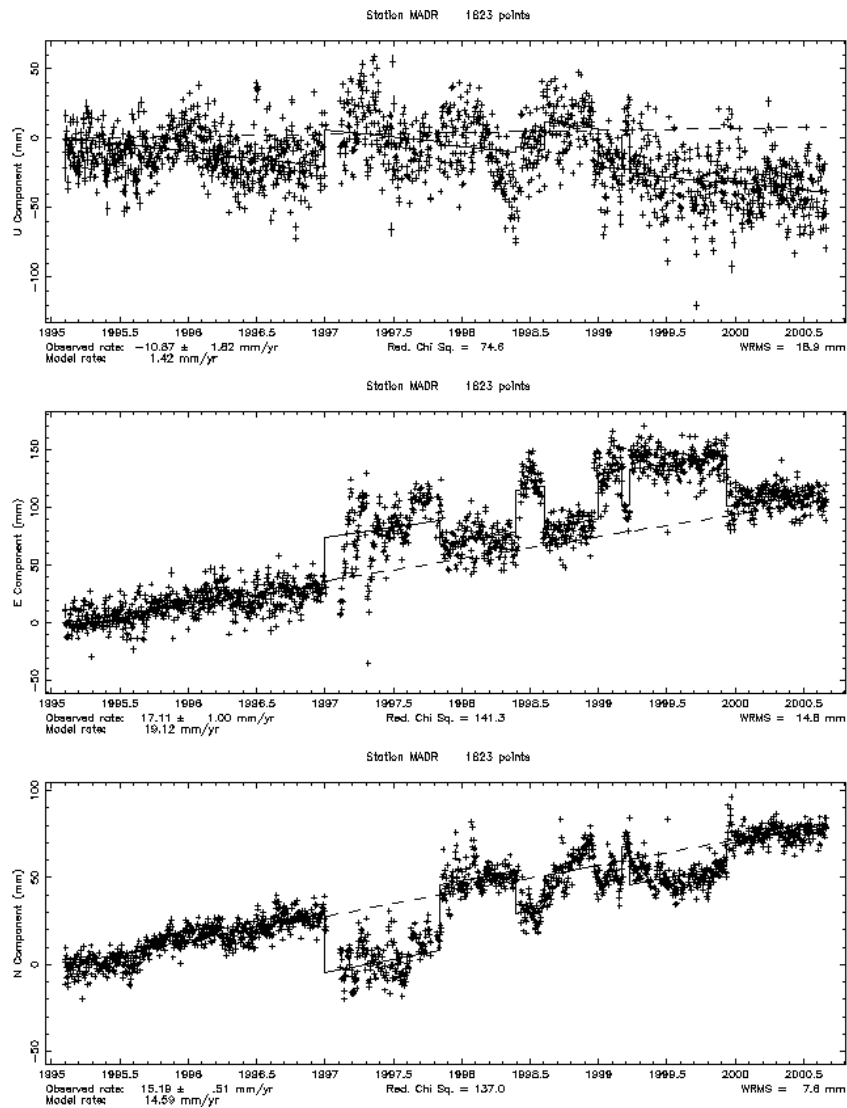 Station MADR 1623 points
U Component (mm)
50
0
−50
−100
1995 1995.5 1996 1996.5 1997 1997.5 1998 1998.5 1999 1999.5 2000 2000.5
Observed rate: −10.87 ± 1.62 mm/yr Red. Chi Sq. = 74.6 WRMS = 18.9 mm
Model rate: 1.42 mm/yr
Station MADR 1623 points
E Component (mm)
150
100
50
0
−50
1995 1995.5 1996 1996.5 1997 1997.5 1998 1998.5 1999 1999.5 2000 2000.5
Observed rate: 17.11 ± 1.00 mm/yr Red. Chi Sq. = 141.3 WRMS = 14.8 mm
Model rate: 19.12 mm/yr
Station MADR 1623 points
N Component (mm)
100
50
0
−50
1995 1995.5 1996 1996.5 1997 1997.5 1998 1998.5 1999 1999.5 2000 2000.5
Observed rate: 15.19 ± .51 mm/yr Red. Chi Sq. = 137.0 WRMS = 7.6 mm
Model rate: 14.59 mm/yr